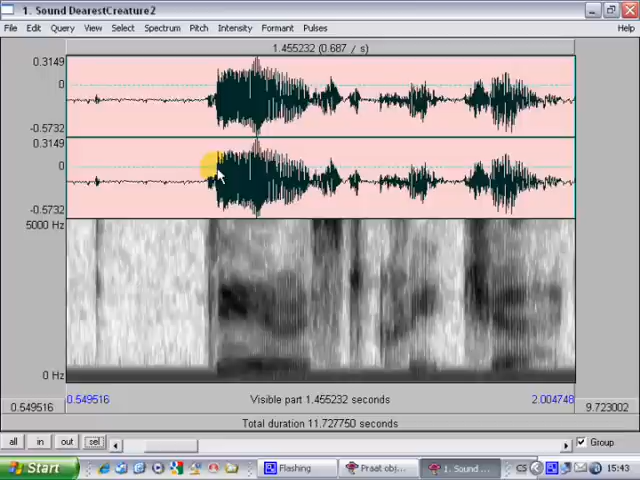 1. Sound DearestCreature2
File Edit Query View Select Spectrum Pitch Intensity Formant Pulses Help
1.455232 (0.687 / s)
0.3149
0
-0.5732
0.3149
0
-0.5732
5000 Hz
0 Hz
0.549516 Visible part 1.455232 seconds 2.004748
0.549516 9.723002
Total duration 11.727750 seconds
all in out sel Group
Start Flashing Praat obj... 1. Sound ... CS 15:43